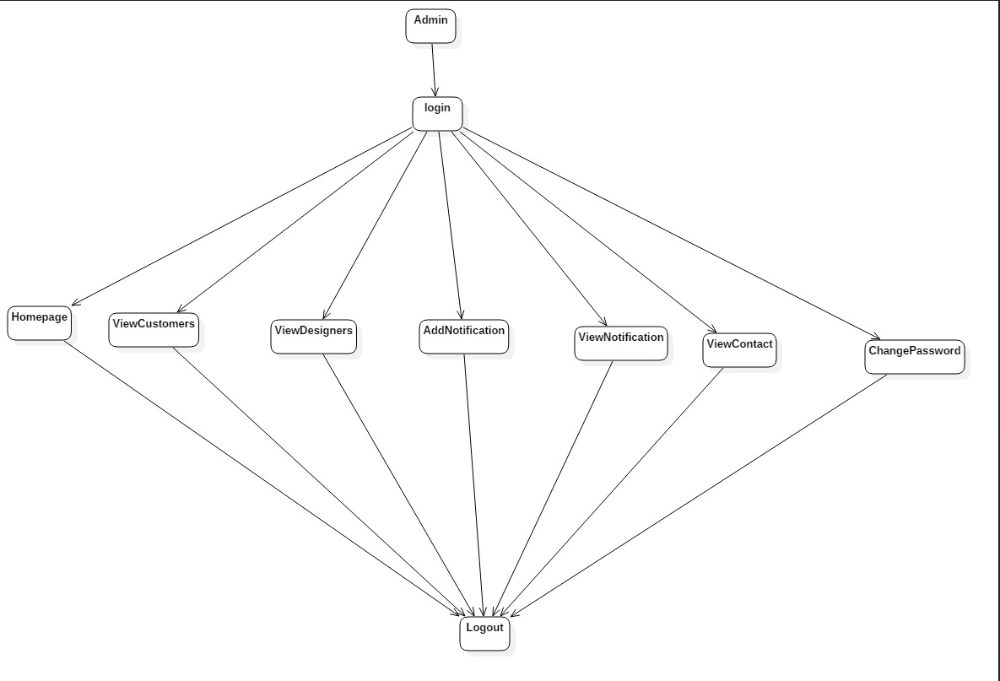 Admin
login
Homepage
ViewCustomers
ViewDesigners
AddNotification
ViewNotification
ViewContact
ChangePassword
Logout